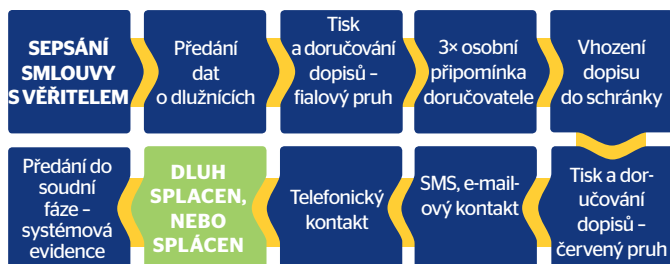 SEPSÁNÍ
SMLOUVY
S VĚŘITELEM
Předání
dat
o dlužnících
Tisk
a doručování
dopisů –
fialový pruh
3× osobní
připomínka
doručovatele
Vhození
dopisu
do schránky
Tisk a dor-
učování
dopisů –
červený pruh
SMS, e-mail-
ový kontakt
Telefonický
kontakt
DLUH
SPLACEN,
NEBO
SPLÁCEN
Předání do
soudní
fáze –
systémová
evidence